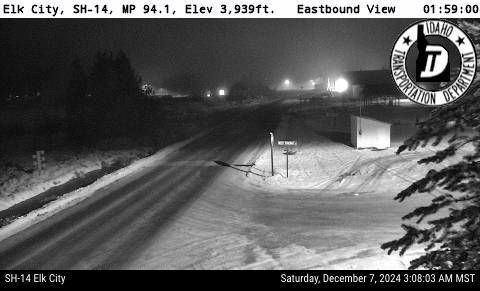 Elk City, SH-14, MP 94.1, Elev 3,939ft. Eastbound View 01:59:00
IDAHO
TRANSPORTATION DEPARTMENT
SH-14 Elk City Saturday, December 7, 2024 3:08:03 AM MST